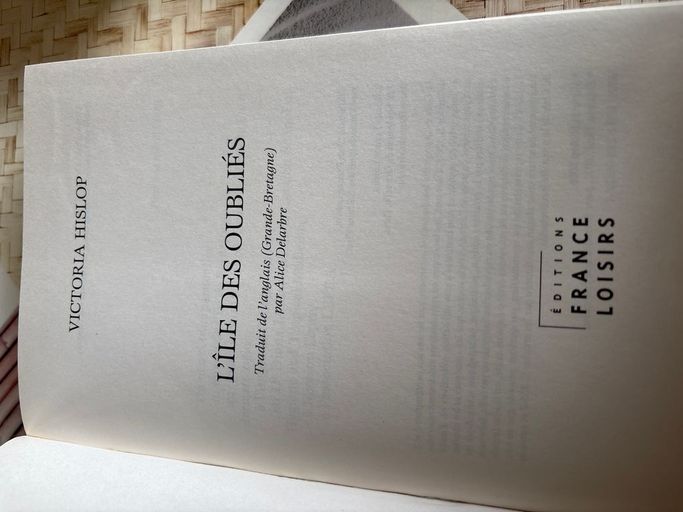 VICTORIA HISLOP
L'ÎLE DES OUBLIÉS
Traduit de l'anglais (Grande-Bretagne)
par Alice Delarbre
ÉDITIONS
FRANCE
LOISIRS